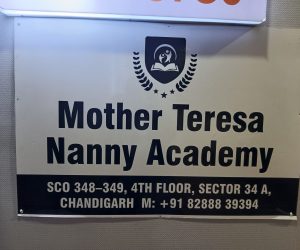 Mother Teresa
Nanny Academy
SCO 348-349, 4TH FLOOR, SECTOR 34 A,
CHANDIGARH M: +91 82888 39394